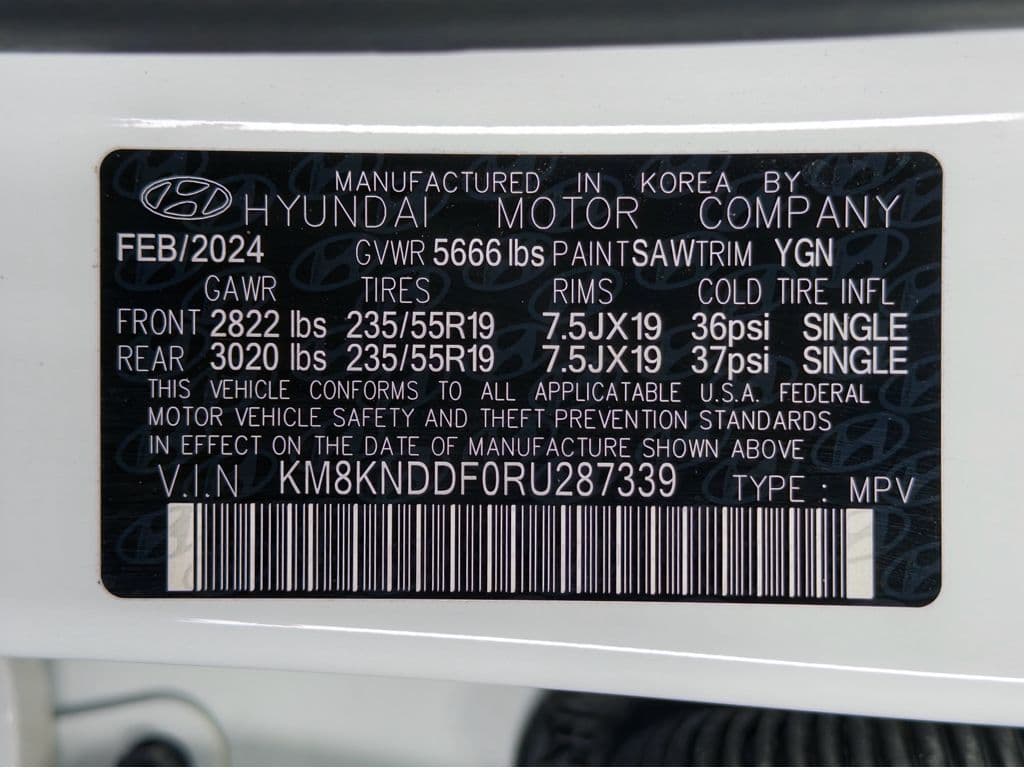 MANUFACTURED IN KOREA BY
HYUNDAI MOTOR COMPANY
FEB/2024 GVWR 5666 lbs PAINT SAW TRIM YGN
GAWR TIRES RIMS COLD TIRE INFL
FRONT 2822 lbs 235/55R19 7.5JX19 36psi SINGLE
REAR 3020 lbs 235/55R19 7.5JX19 37psi SINGLE
THIS VEHICLE CONFORMS TO ALL APPLICATABLE U.S.A. FEDERAL
MOTOR VEHICLE SAFETY AND THEFT PREVENTION STANDARDS
IN EFFECT ON THE DATE OF MANUFACTURE SHOWN ABOVE
V.I.N KM8KNDDF0RU287339 TYPE : MPV